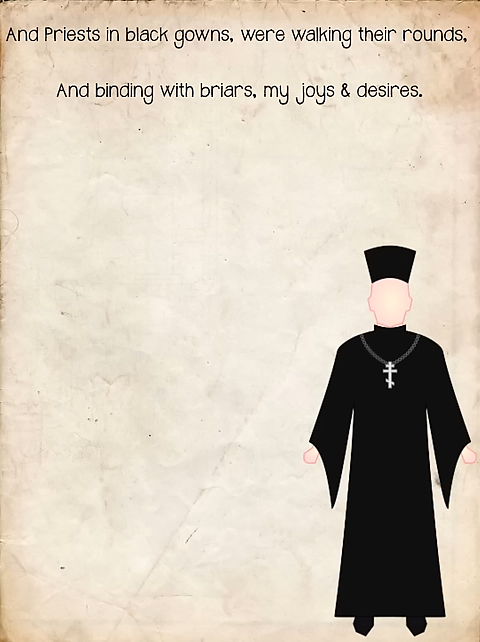 And Priests in black gowns, were walking their rounds,
And binding with briars, my joys & desires.